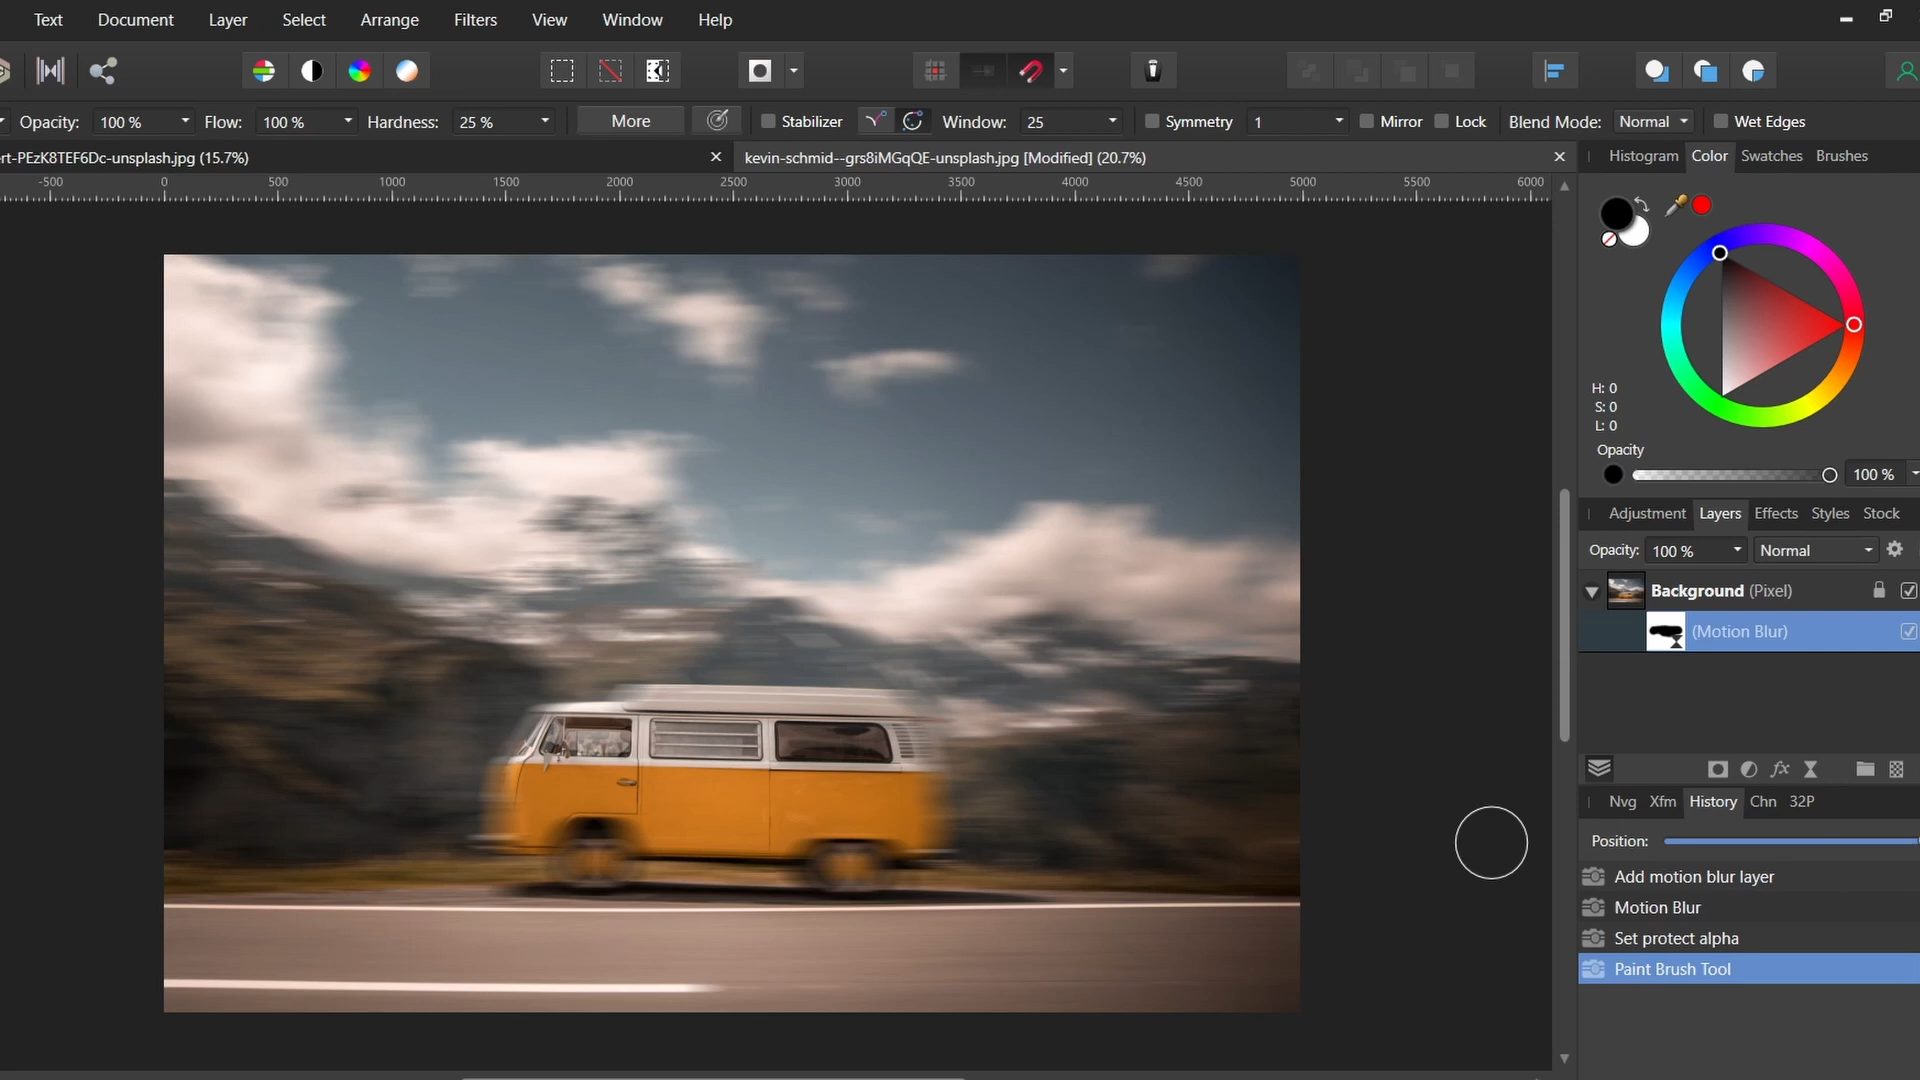 Text Document Layer Select Arrange Filters View Window Help
Opacity: 100 % Flow: 100 % Hardness: 25 % More Stabilizer Window: 25 Symmetry 1 Mirror Lock Blend Mode: Normal Wet Edges
ert-PEzK8TEF6Dc-unsplash.jpg (15.7%) kevin-schmid--grs8iMGqQE-unsplash.jpg [Modified] (20.7%)
Histogram Color Swatches Brushes
-500 0 500 1000 1500 2000 2500 3000 3500 4000 4500 5000 5500 6000
H: 0
S: 0
L: 0
Opacity
100 %
Adjustment Layers Effects Styles Stock
Opacity: 100 % Normal
Background (Pixel)
(Motion Blur)
fx
Nvg Xfm History Chn 32P
Position:
Add motion blur layer
Motion Blur
Set protect alpha
Paint Brush Tool